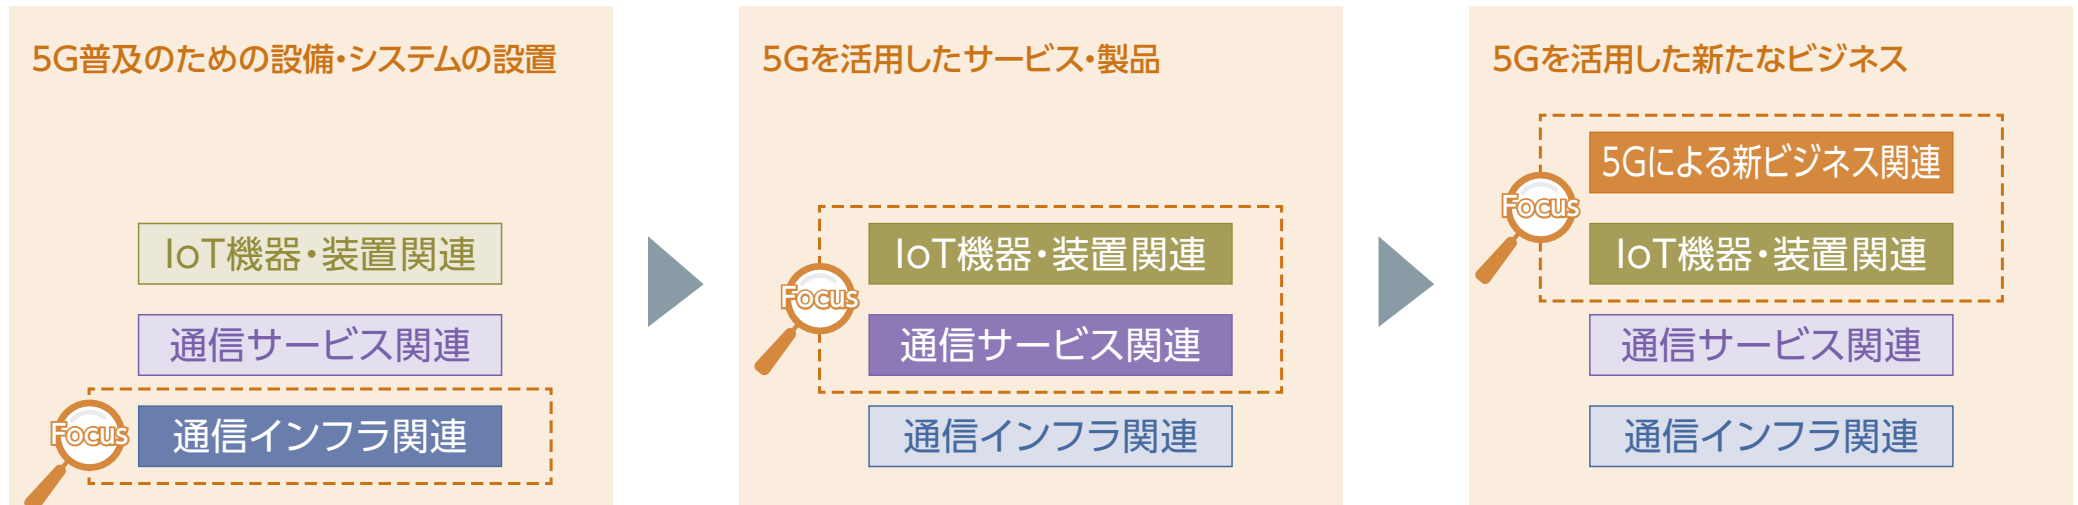 5G普及のための設備・システムの設置
IoT機器・装置関連
通信サービス関連
Focus
通信インフラ関連
5Gを活用したサービス・製品
IoT機器・装置関連
Focus
通信サービス関連
通信インフラ関連
5Gを活用した新たなビジネス
5Gによる新ビジネス関連
Focus
IoT機器・装置関連
通信サービス関連
通信インフラ関連